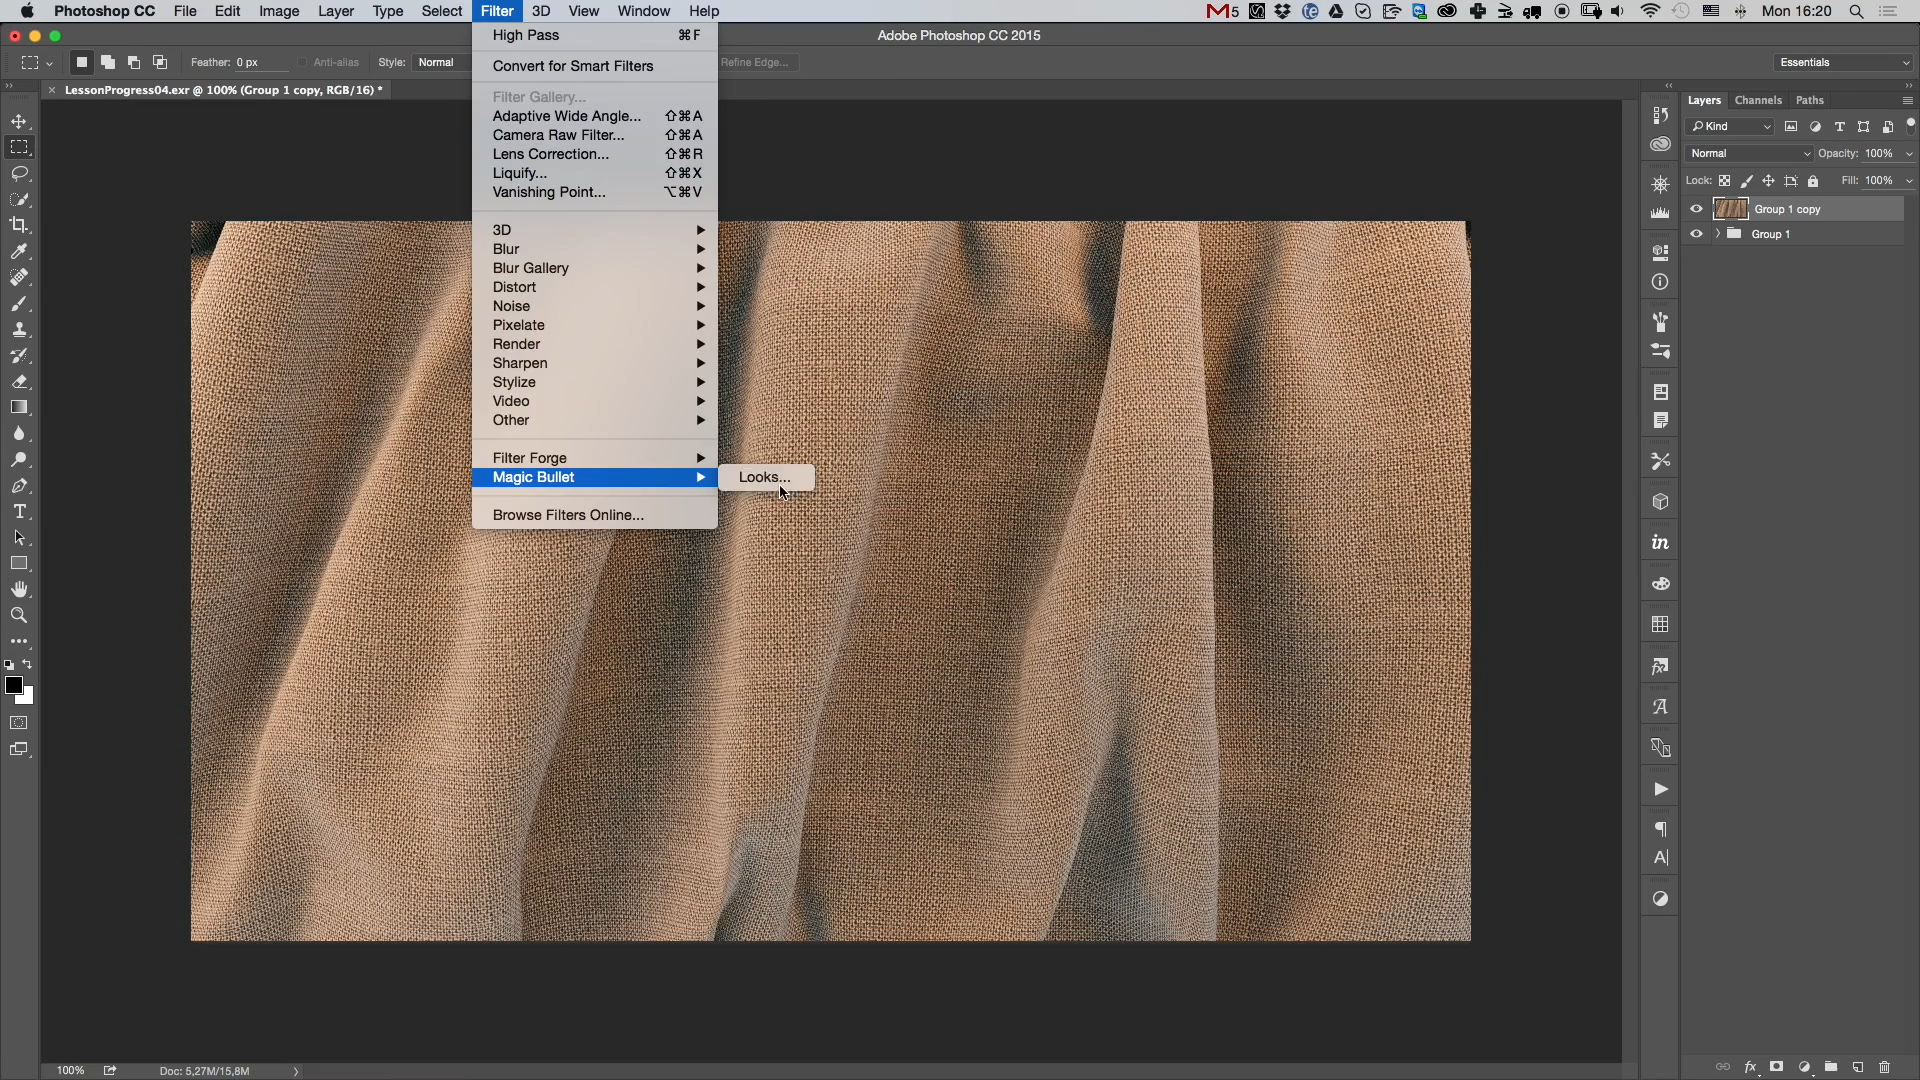 Photoshop CC File Edit Image Layer Type Select Filter 3D View Window Help 5 Mon 16:20
Adobe Photoshop CC 2015
Feather: 0 px Anti-alias Style: Normal Refine Edge... Essentials
LessonProgress04.exr @ 100% (Group 1 copy, RGB/16) *
High Pass ⌘F
Convert for Smart Filters
Filter Gallery...
Adaptive Wide Angle... ⇧⌘A
Camera Raw Filter... ⇧⌘A
Lens Correction... ⇧⌘R
Liquify... ⇧⌘X
Vanishing Point... ⌥⌘V
3D
Blur
Blur Gallery
Distort
Noise
Pixelate
Render
Sharpen
Stylize
Video
Other
Filter Forge
Magic Bullet
Looks...
Browse Filters Online...
Layers Channels Paths
Kind
Normal Opacity: 100%
Lock: Fill: 100%
Group 1 copy
Group 1
100% Doc: 5,27M/15,8M